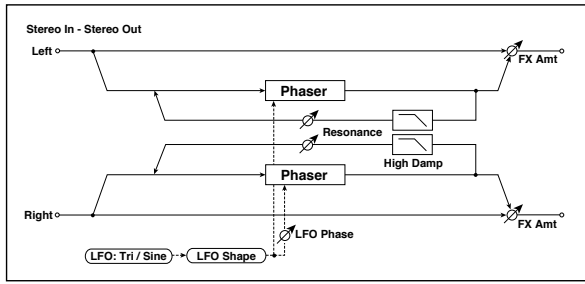 Stereo In - Stereo Out
Left
FX Amt
Phaser
Resonance
High Damp
Phaser
Right
FX Amt
LFO Phase
LFO: Tri / Sine
LFO Shape